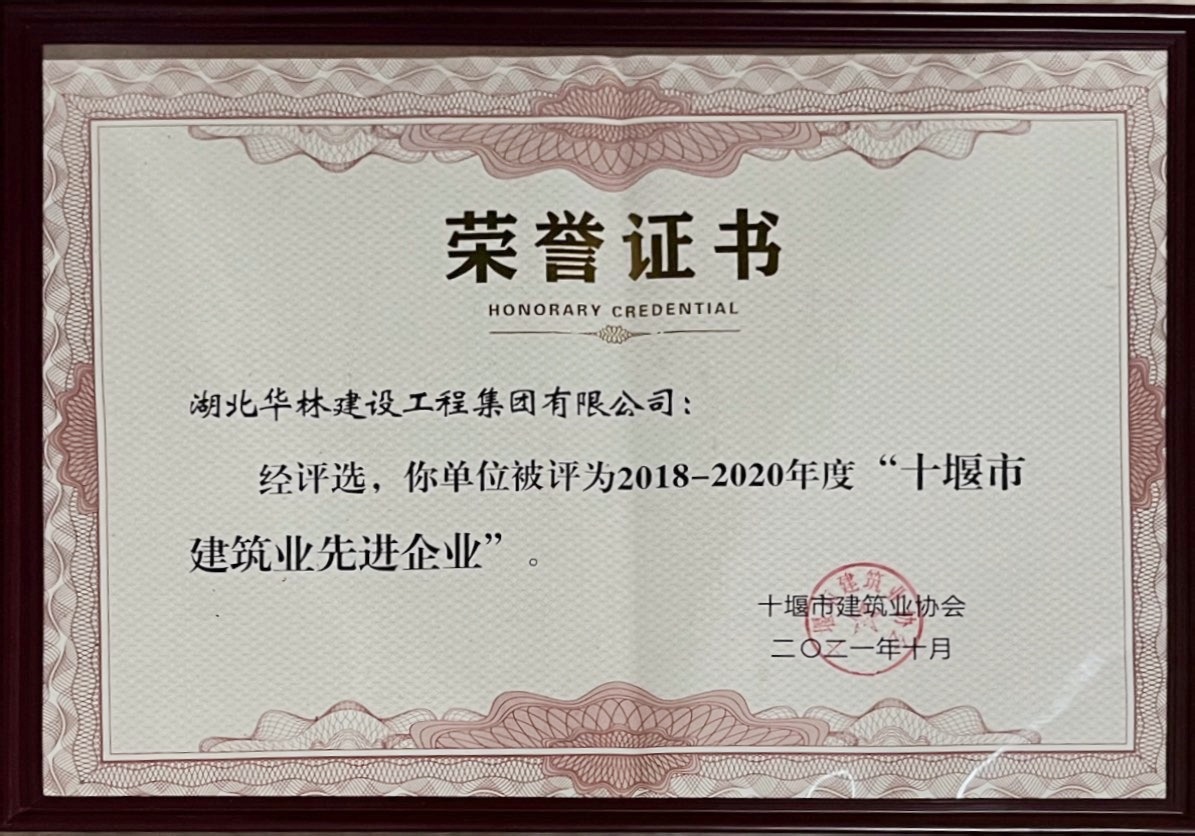 荣誉证书
HONORARY CREDENTIAL
湖北华林建设工程集团有限公司：
经评选，你单位被评为2018-2020年度“十堰市
建筑业先进企业”。
十堰市建筑业协会
二〇二一年十月